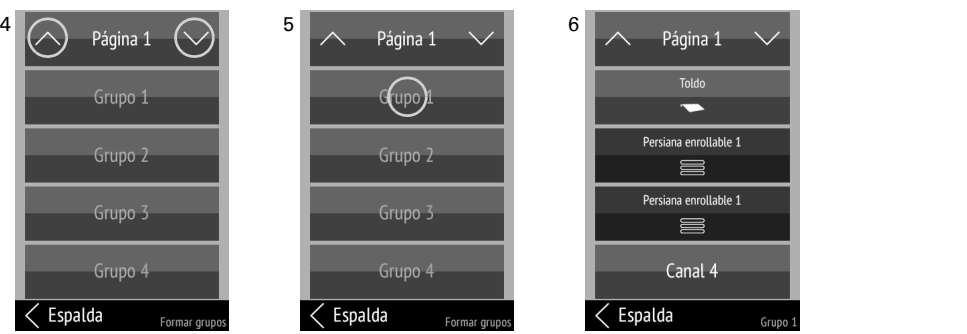 4
Página 1
Grupo 1
Grupo 2
Grupo 3
Grupo 4
Espalda
Formar grupos
5
Página 1
Grupo 1
Grupo 2
Grupo 3
Grupo 4
Espalda
Formar grupos
6
Página 1
Toldo
Persiana enrollable 1
Persiana enrollable 1
Canal 4
Espalda
Grupo 1